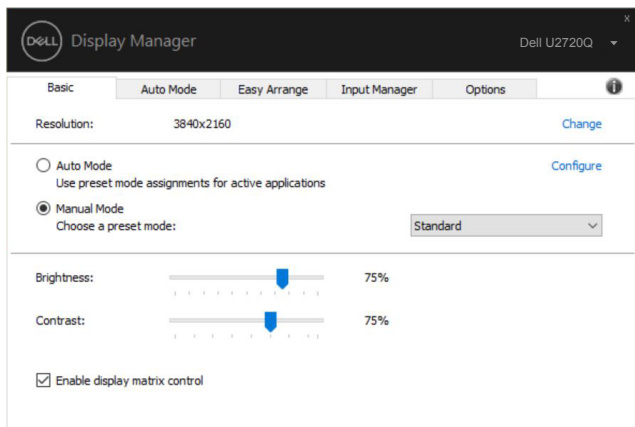 x
DELL Display Manager
Dell U2720Q
Basic Auto Mode Easy Arrange Input Manager Options i
Resolution: 3840x2160 Change
Auto Mode Configure
Use preset mode assignments for active applications
Manual Mode
Choose a preset mode: Standard
Brightness: 75%
Contrast: 75%
Enable display matrix control